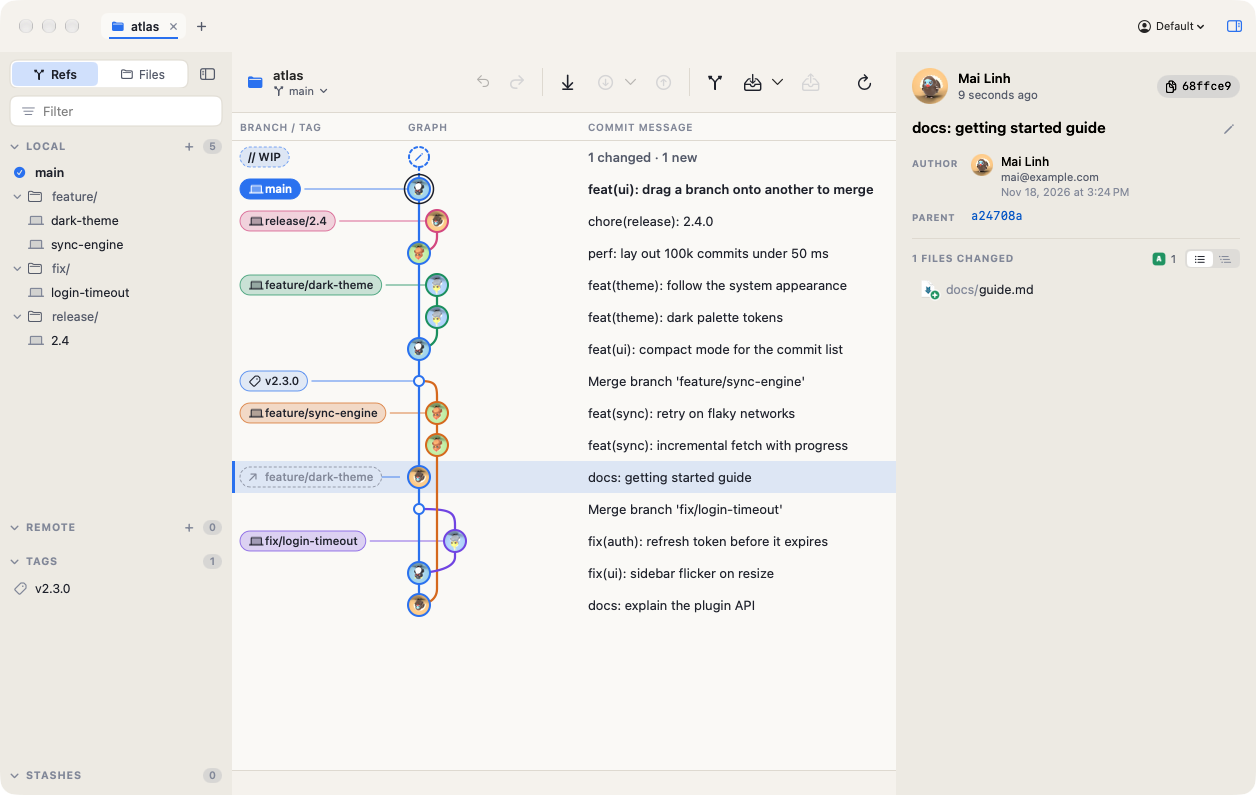 atlas
Default
Refs
Files
Filter
LOCAL 5
main
feature/
dark-theme
sync-engine
fix/
login-timeout
release/
2.4
REMOTE 0
TAGS 1
v2.3.0
STASHES 0
atlas
main
BRANCH / TAG GRAPH COMMIT MESSAGE
// WIP 1 changed · 1 new
main feat(ui): drag a branch onto another to merge
release/2.4 chore(release): 2.4.0
perf: lay out 100k commits under 50 ms
feature/dark-theme feat(theme): follow the system appearance
feat(theme): dark palette tokens
feat(ui): compact mode for the commit list
v2.3.0 Merge branch 'feature/sync-engine'
feature/sync-engine feat(sync): retry on flaky networks
feat(sync): incremental fetch with progress
feature/dark-theme docs: getting started guide
Merge branch 'fix/login-timeout'
fix/login-timeout fix(auth): refresh token before it expires
fix(ui): sidebar flicker on resize
docs: explain the plugin API
Mai Linh
9 seconds ago
68ffce9
docs: getting started guide
AUTHOR Mai Linh
mai@example.com
Nov 18, 2026 at 3:24 PM
PARENT a24708a
1 FILES CHANGED A 1
docs/guide.md